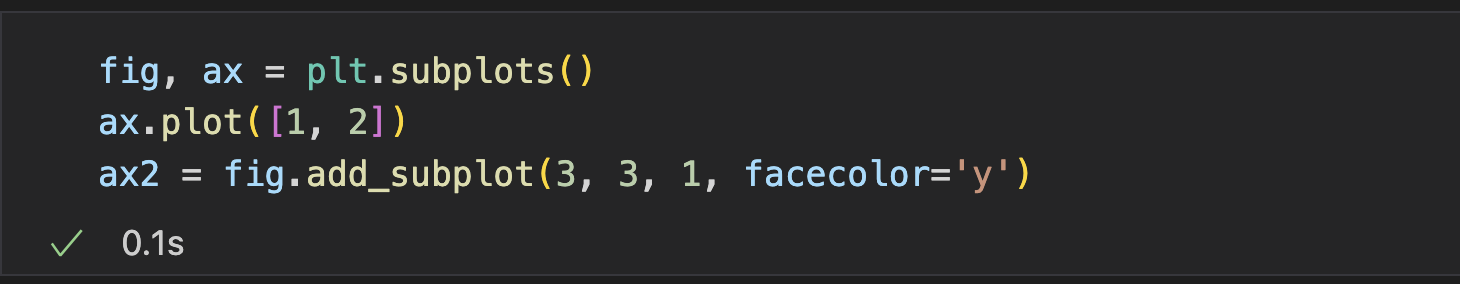 fig, ax = plt.subplots()
ax.plot([1, 2])
ax2 = fig.add_subplot(3, 3, 1, facecolor='y')
0.1s